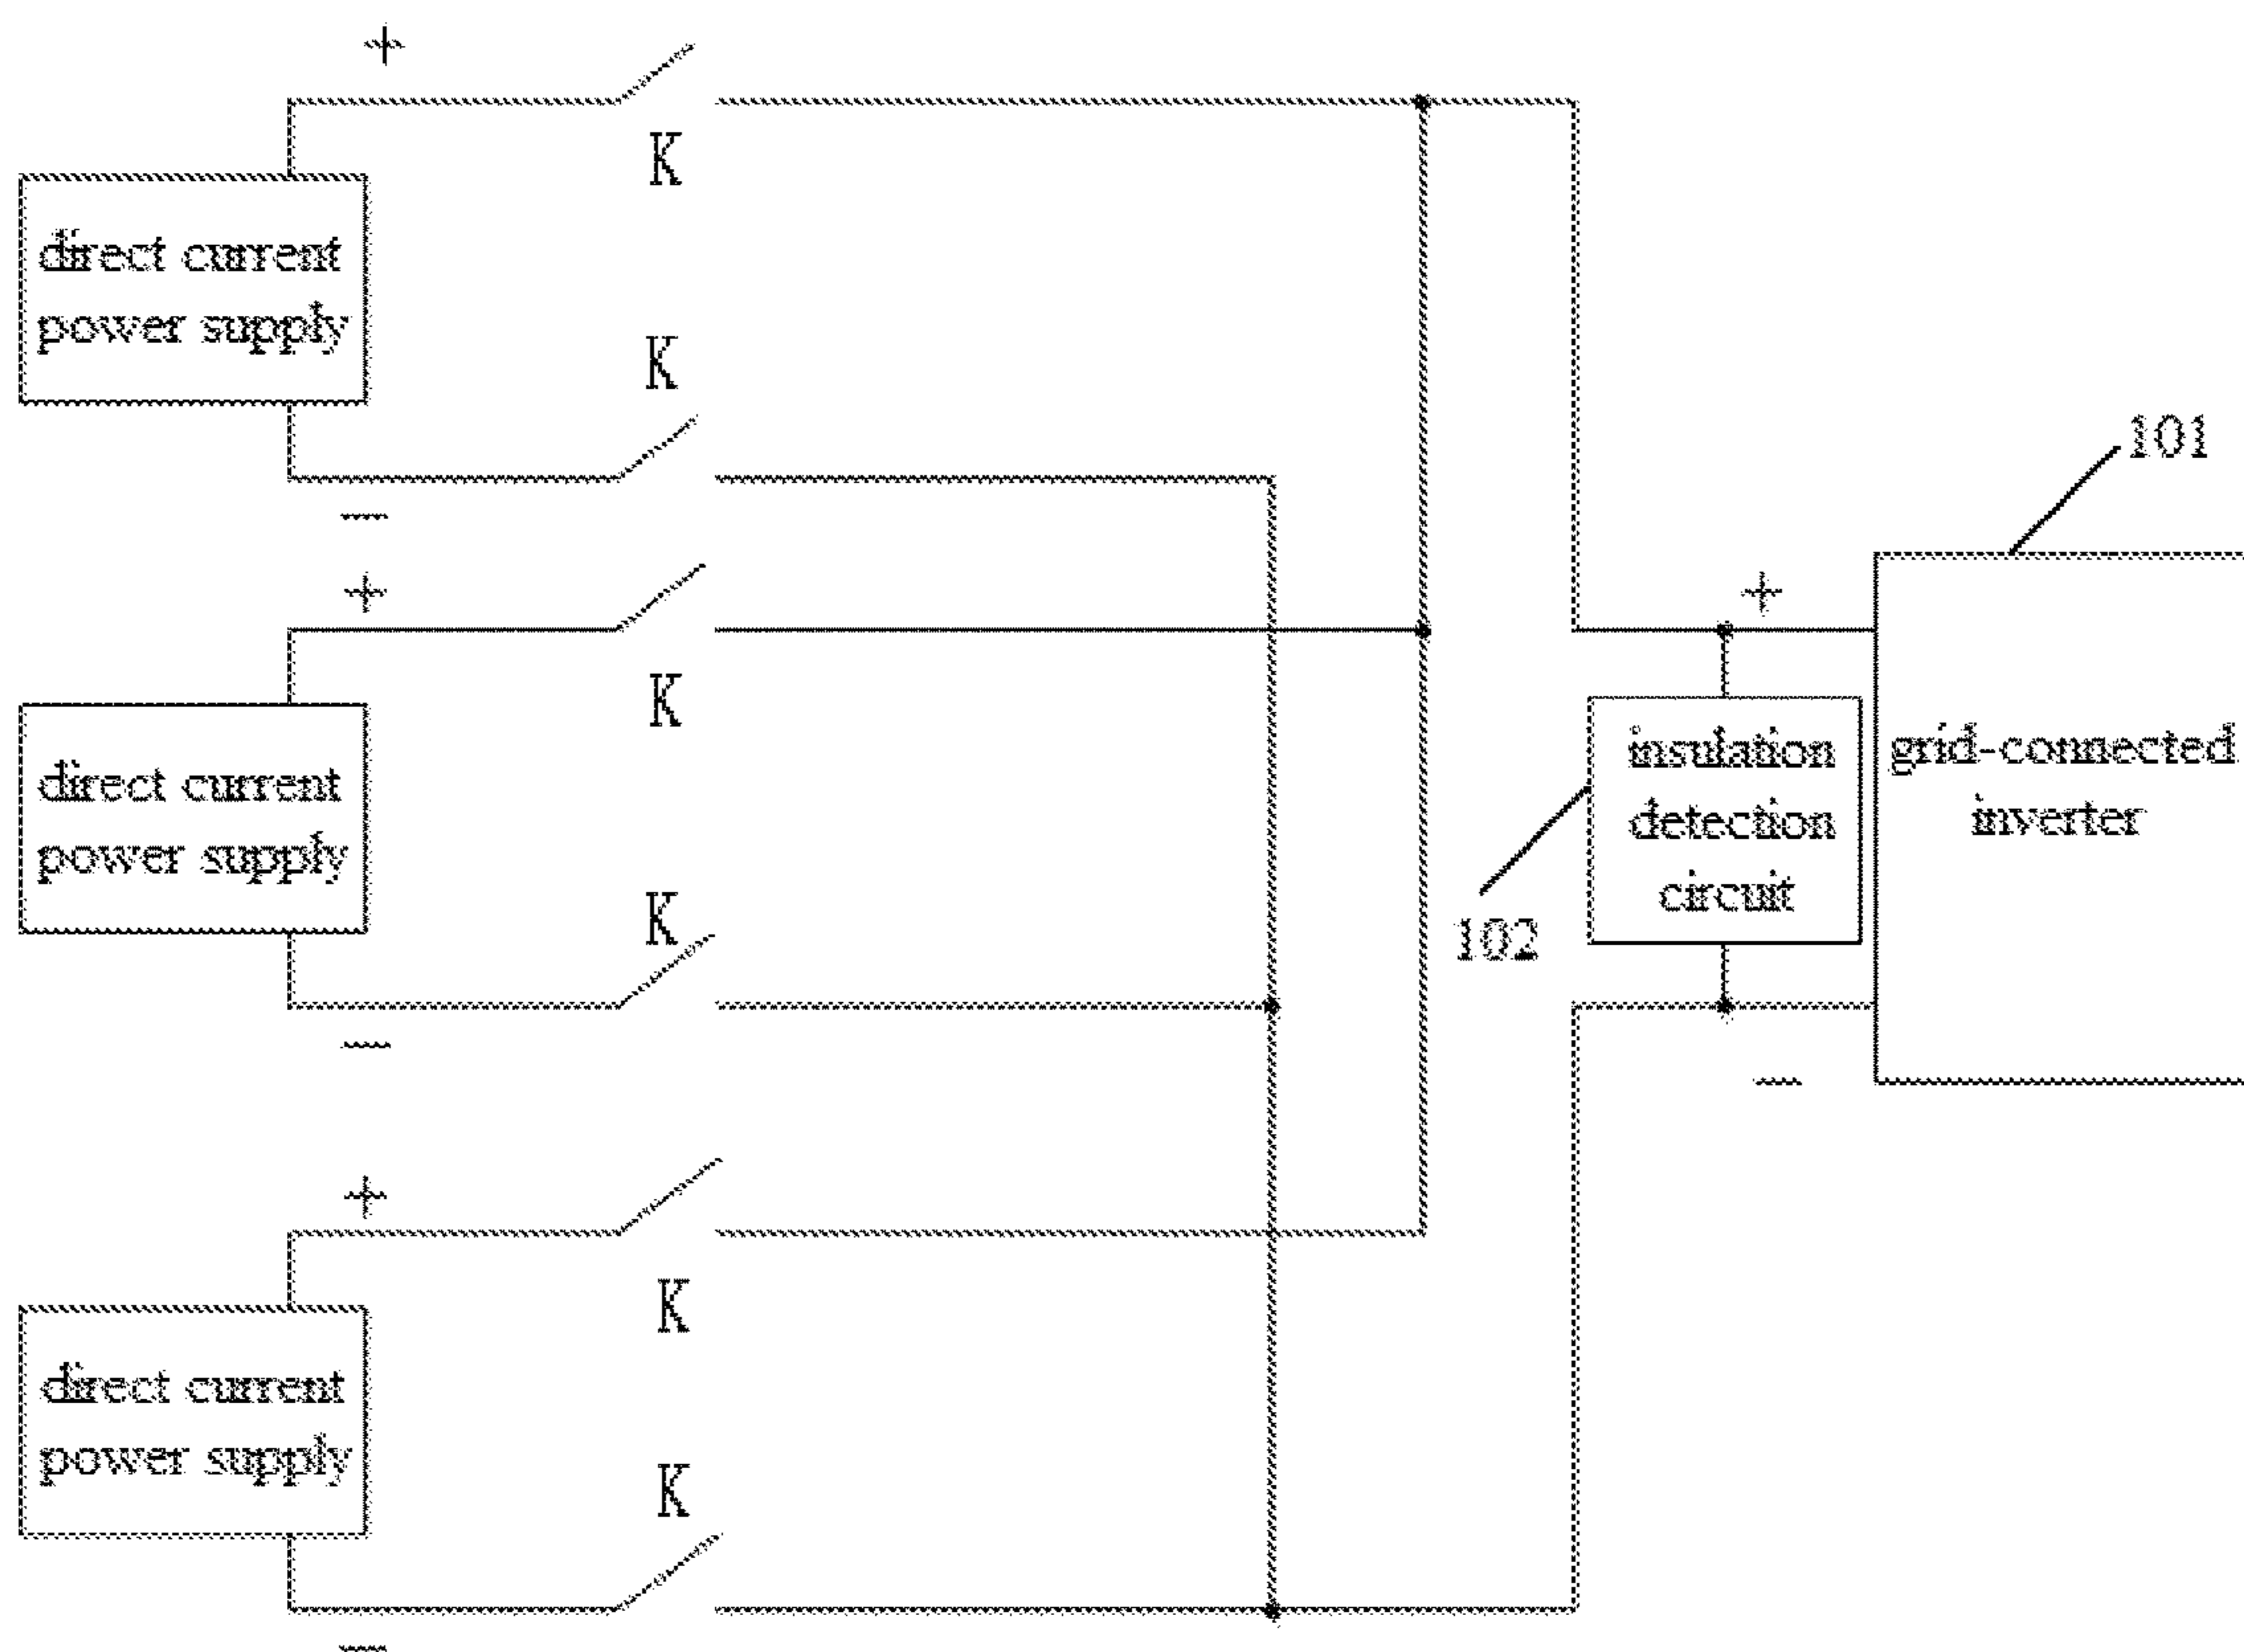 +
K
direct current
power supply
K
—
+
K
direct current
power supply
K
—
+
K
direct current
power supply
K
—
101
+
insulation
detection
circuit
102
grid-connected
inverter
—